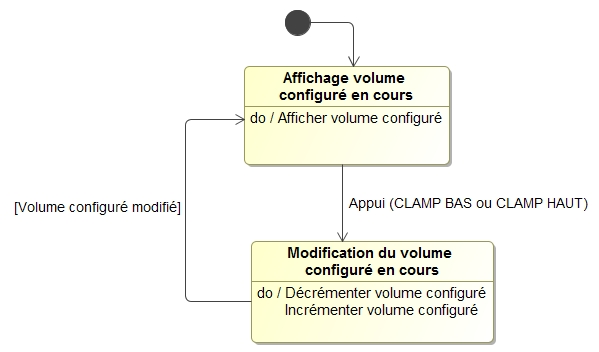 Affichage volume
configuré en cours
do / Afficher volume configuré
[Volume configuré modifié]
Appui (CLAMP BAS ou CLAMP HAUT)
Modification du volume
configuré en cours
do / Décrémenter volume configuré
Incrémenter volume configuré